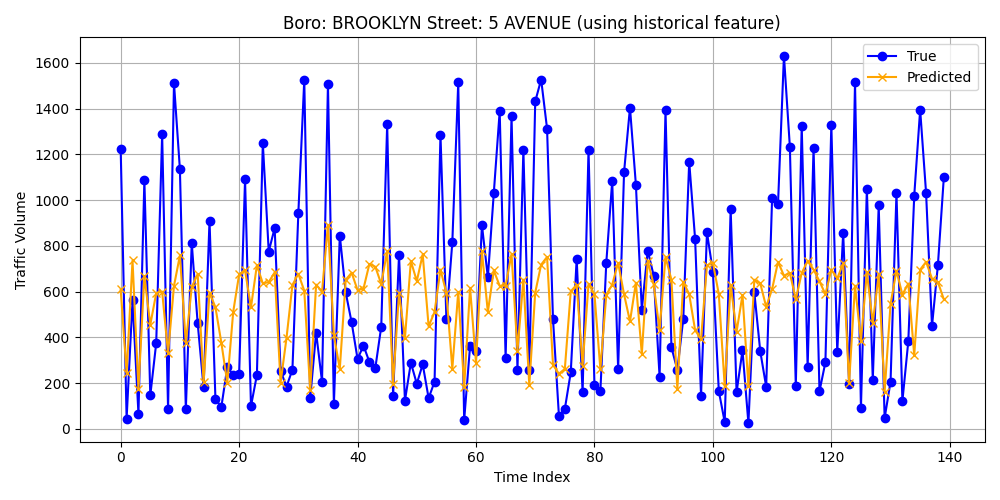 Boro: BROOKLYN Street: 5 AVENUE (using historical feature)
True
Predicted
Traffic Volume
1600
1400
1200
1000
800
600
400
200
0
0 20 40 60 80 100 120 140
Time Index